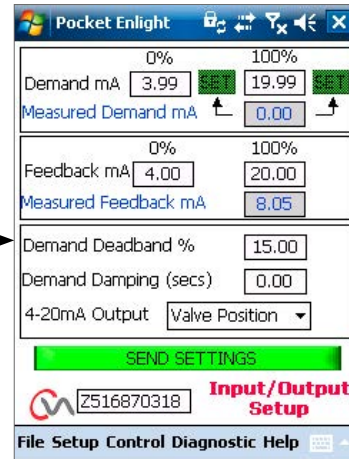 Pocket Enlight
0% 100%
Demand mA 3.99 SET 19.99 SET
Measured Demand mA 0.00
0% 100%
Feedback mA 4.00 20.00
Measured Feedback mA 8.05
Demand Deadband % 15.00
Demand Damping (secs) 0.00
4-20mA Output Valve Position
SEND SETTINGS
Z516870318 Input/Output
Setup
File Setup Control Diagnostic Help